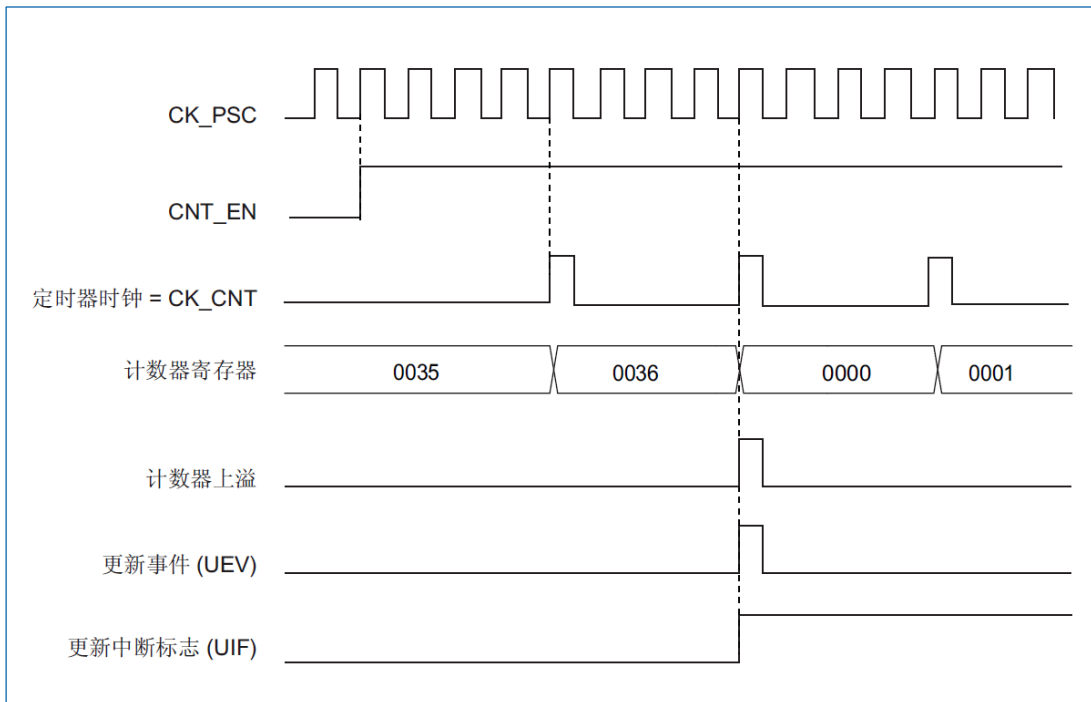 CK_PSC
CNT_EN
定时器时钟 = CK_CNT
计数器寄存器
0035 0036 0000 0001
计数器上溢
更新事件 (UEV)
更新中断标志 (UIF)